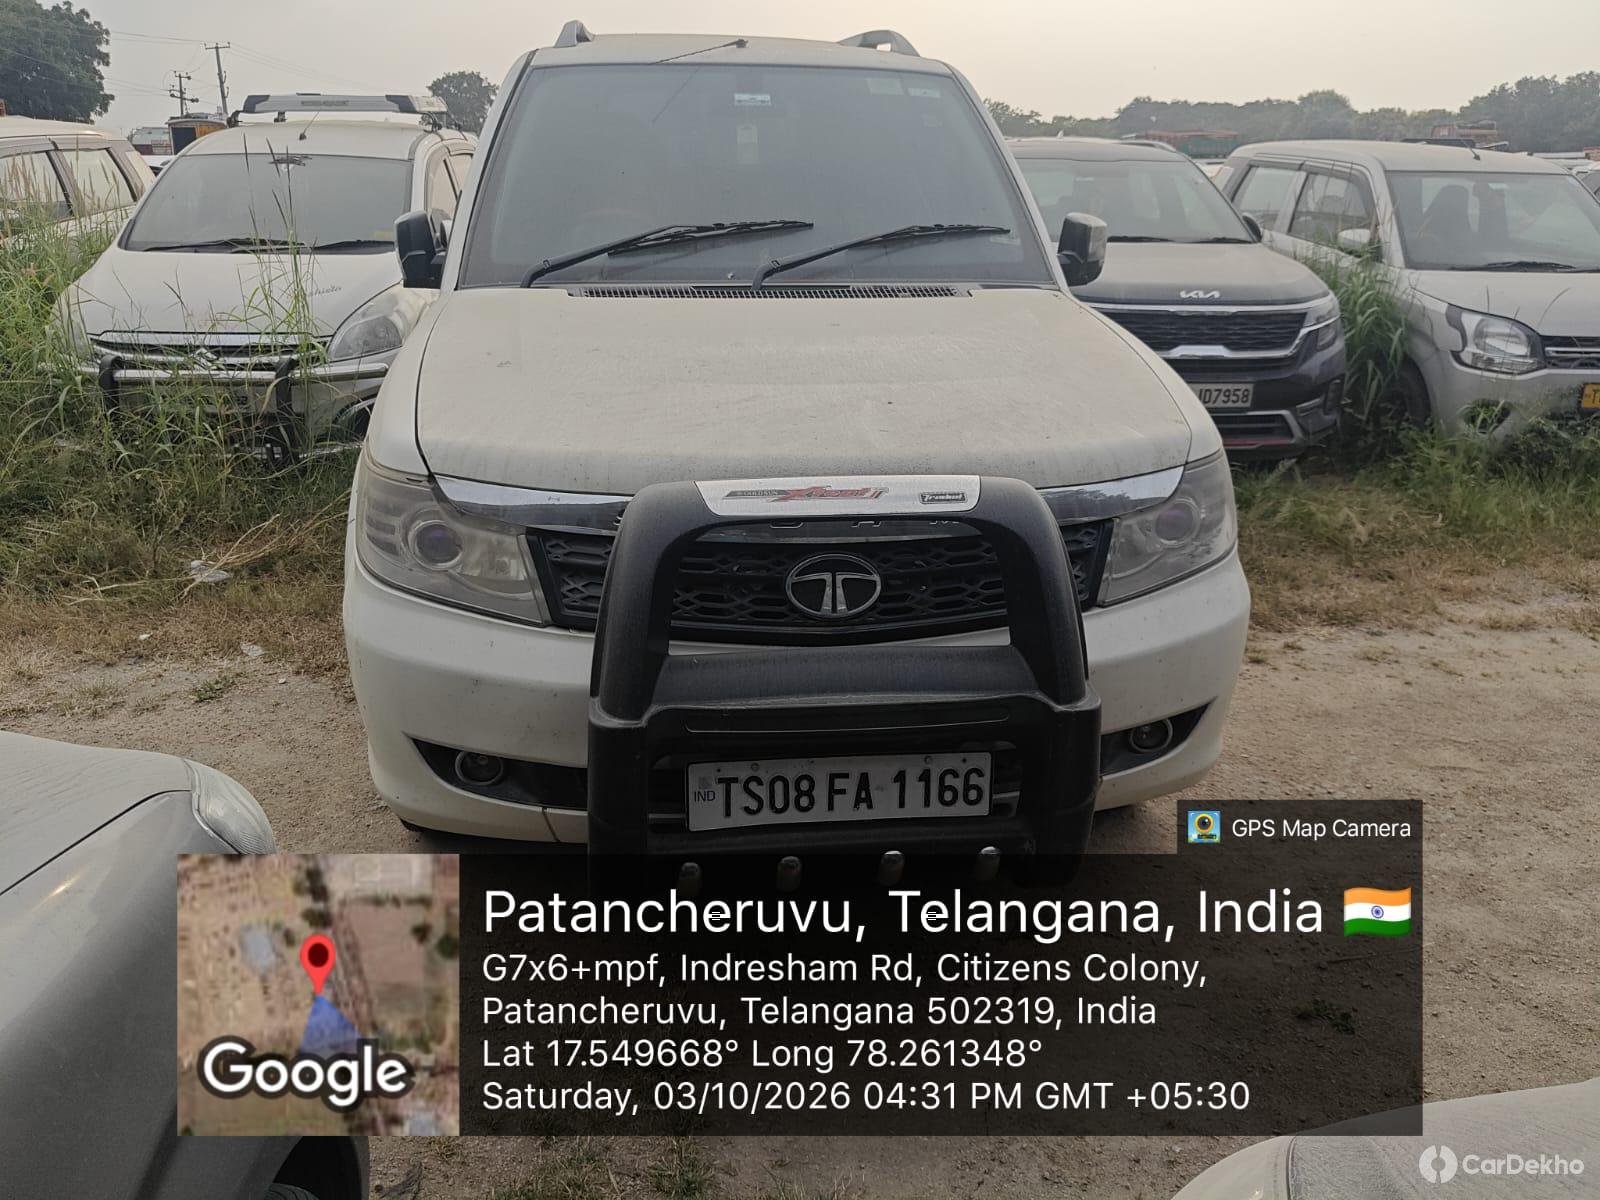 KIA
JD7958
TS08 FA 1166
IND
GPS Map Camera
Patancheruvu, Telangana, India
G7x6+mpf, Indresham Rd, Citizens Colony,
Patancheruvu, Telangana 502319, India
Lat 17.549668° Long 78.261348°
Saturday, 03/10/2026 04:31 PM GMT +05:30
Google
CarDekho